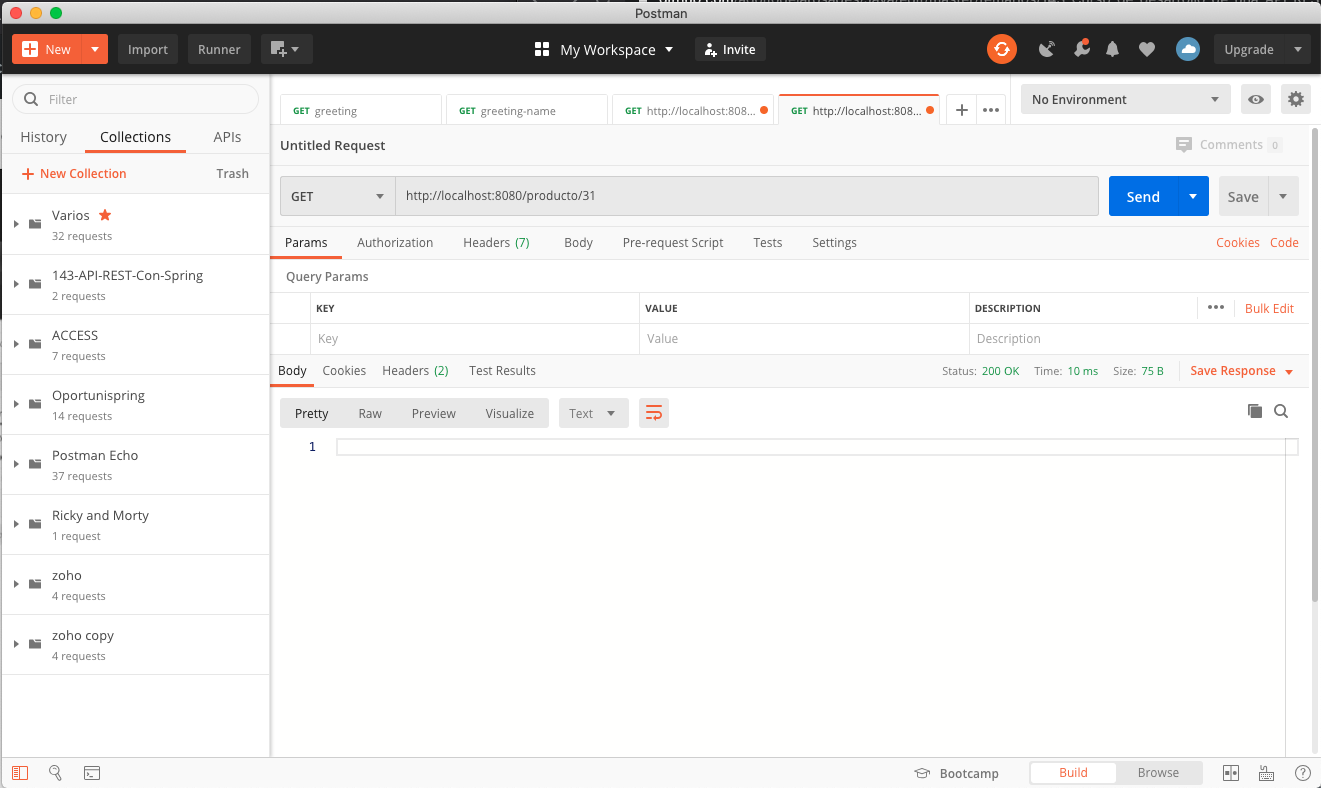 Postman
New
Import
Runner
My Workspace
Invite
Upgrade
Filter
History
Collections
APIs
New Collection
Trash
Varios
32 requests
143-API-REST-Con-Spring
2 requests
ACCESS
7 requests
Oportunispring
14 requests
Postman Echo
37 requests
Ricky and Morty
1 request
zoho
4 requests
zoho copy
4 requests
GET greeting
GET greeting-name
GET http://localhost:808...
GET http://localhost:808...
No Environment
Untitled Request
Comments 0
GET
http://localhost:8080/producto/31
Send
Save
Params
Authorization
Headers (7)
Body
Pre-request Script
Tests
Settings
Cookies
Code
Query Params
KEY
VALUE
DESCRIPTION
Bulk Edit
Key
Value
Description
Body
Cookies
Headers (2)
Test Results
Status: 200 OK
Time: 10 ms
Size: 75 B
Save Response
Pretty
Raw
Preview
Visualize
Text
1
Bootcamp
Build
Browse